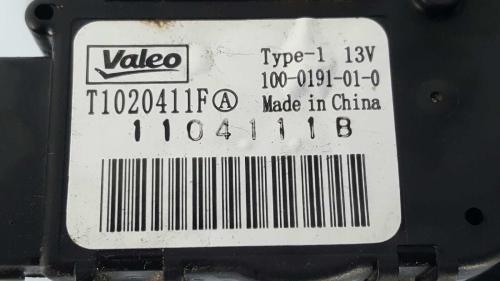 Valeo
Type-1 13V
100-0191-01-0
T1020411F Ⓐ Made in China
1104111B